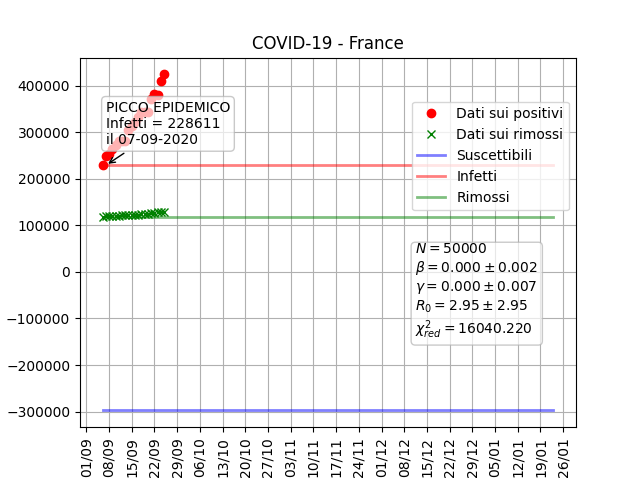 COVID-19 - France
400000
300000
200000
100000
0
−100000
−200000
−300000
PICCO EPIDEMICO
Infetti = 228611
il 07-09-2020
Dati sui positivi
Dati sui rimossi
Suscettibili
Infetti
Rimossi
N = 50000
β = 0.000 ± 0.002
γ = 0.000 ± 0.007
R₀ = 2.95 ± 2.95
χ²red = 16040.220
01/09
08/09
15/09
22/09
29/09
06/10
13/10
20/10
27/10
03/11
10/11
17/11
24/11
01/12
08/12
15/12
22/12
29/12
05/01
12/01
19/01
26/01